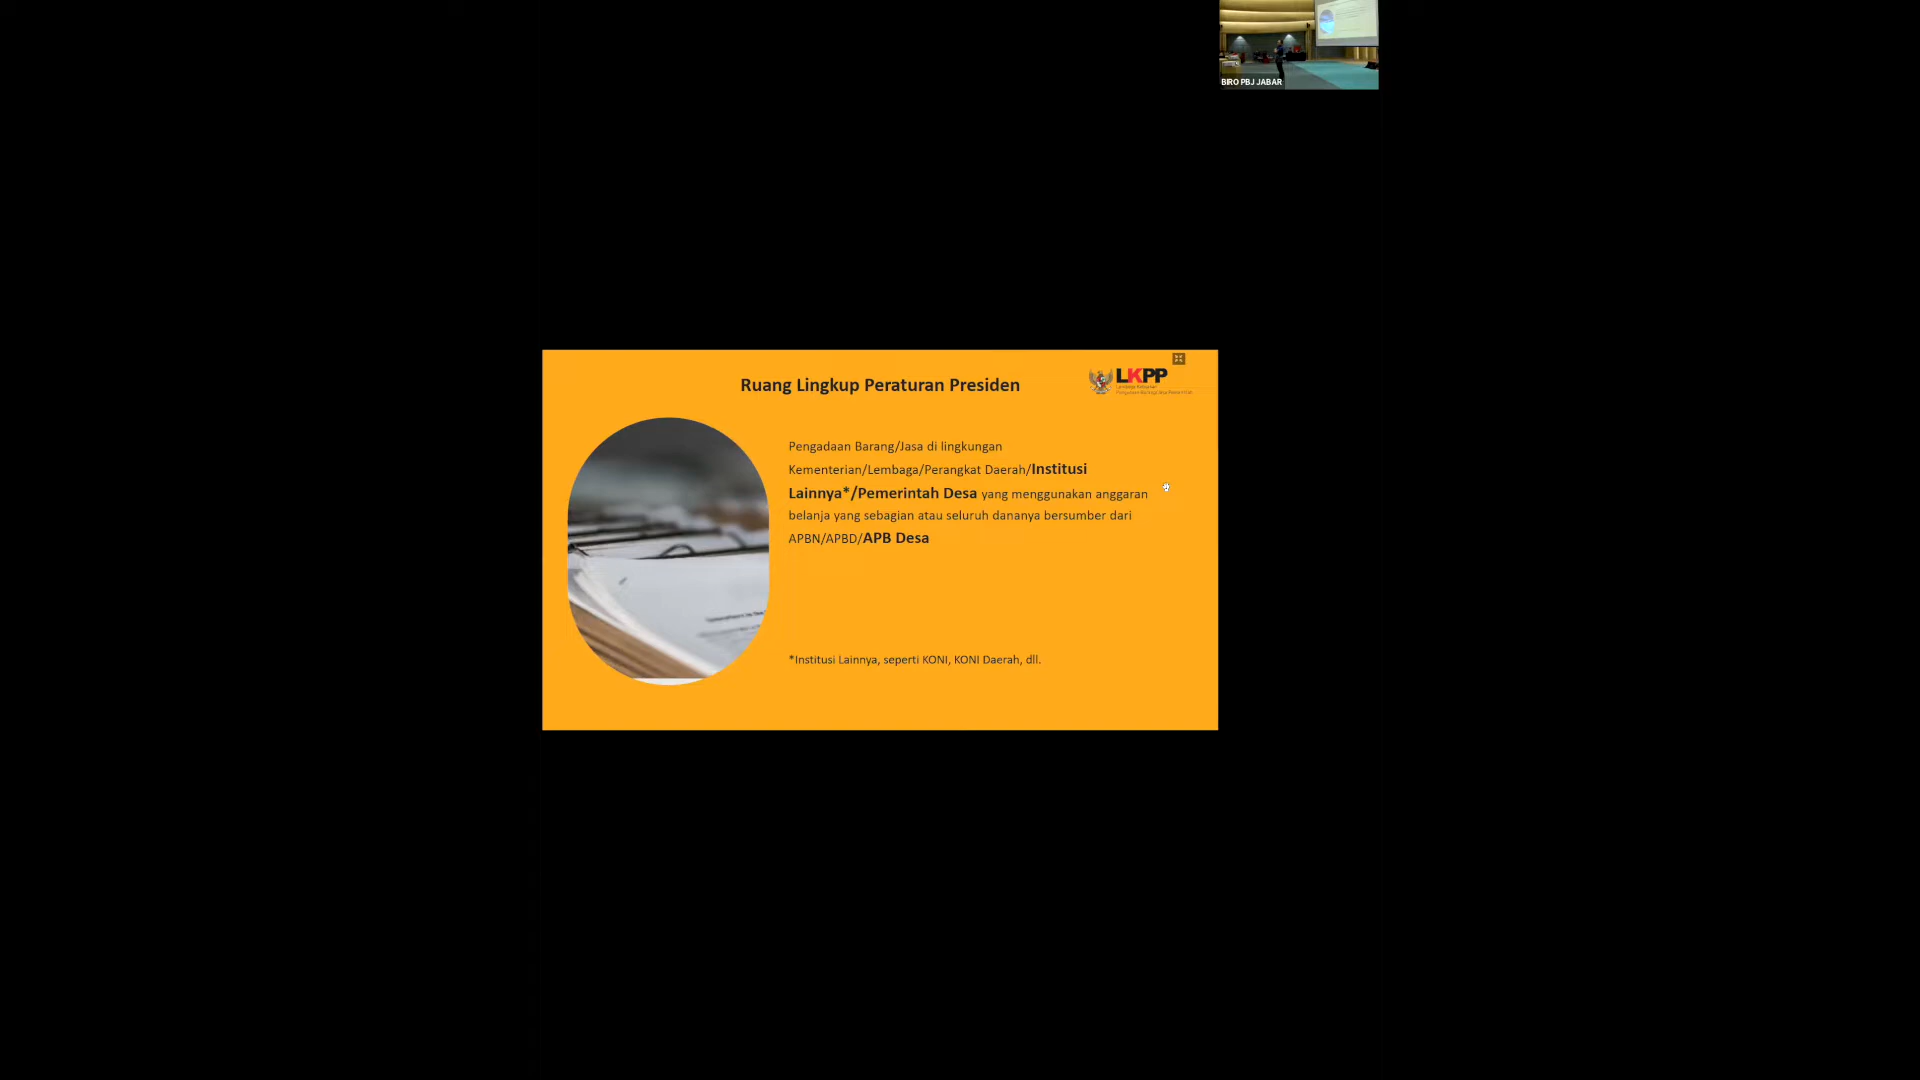 BIRO PBJ JABAR
LKPP
Ruang Lingkup Peraturan Presiden
Pengadaan Barang/Jasa di lingkungan
Kementerian/Lembaga/Perangkat Daerah/Institusi
Lainnya*/Pemerintah Desa yang menggunakan anggaran
belanja yang sebagian atau seluruh dananya bersumber dari
APBN/APBD/APB Desa
*Institusi Lainnya, seperti KONI, KONI Daerah, dll.